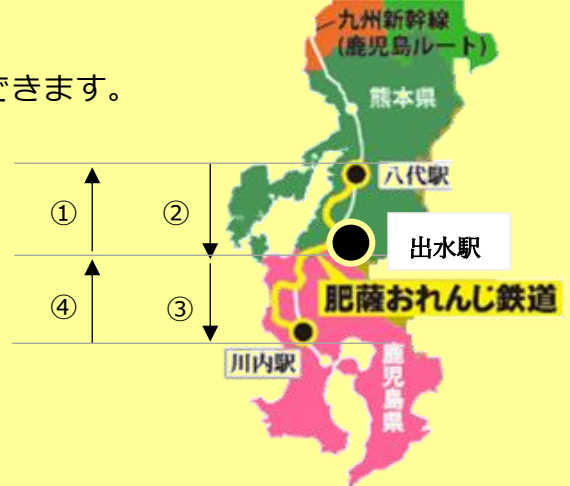 九州新幹線
(鹿児島ルート)
できます。
熊本県
八代駅
①
②
出水駅
肥薩おれんじ鉄道
④
③
川内駅
鹿児島県